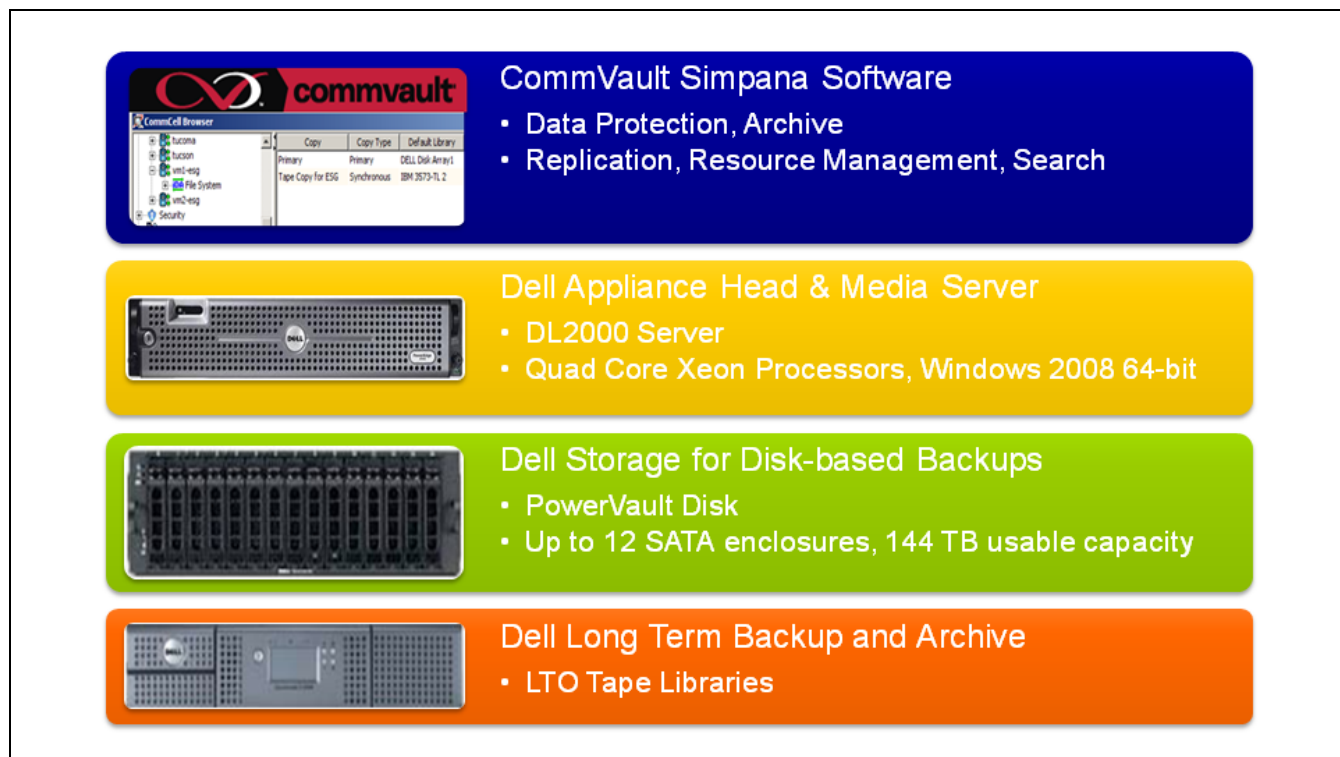 commvault
CommCell Browser
tucoma
tucson
vm1-esg
File System
vm2-esg
Security
Copy Copy Type Default Library
Primary Primary DELL Disk Array1
Tape Copy for ESG Synchronous IBM 3573-TL 2
CommVault Simpana Software
• Data Protection, Archive
• Replication, Resource Management, Search
DELL
Dell Appliance Head & Media Server
• DL2000 Server
• Quad Core Xeon Processors, Windows 2008 64-bit
Dell Storage for Disk-based Backups
• PowerVault Disk
• Up to 12 SATA enclosures, 144 TB usable capacity
DELL
Dell Long Term Backup and Archive
• LTO Tape Libraries